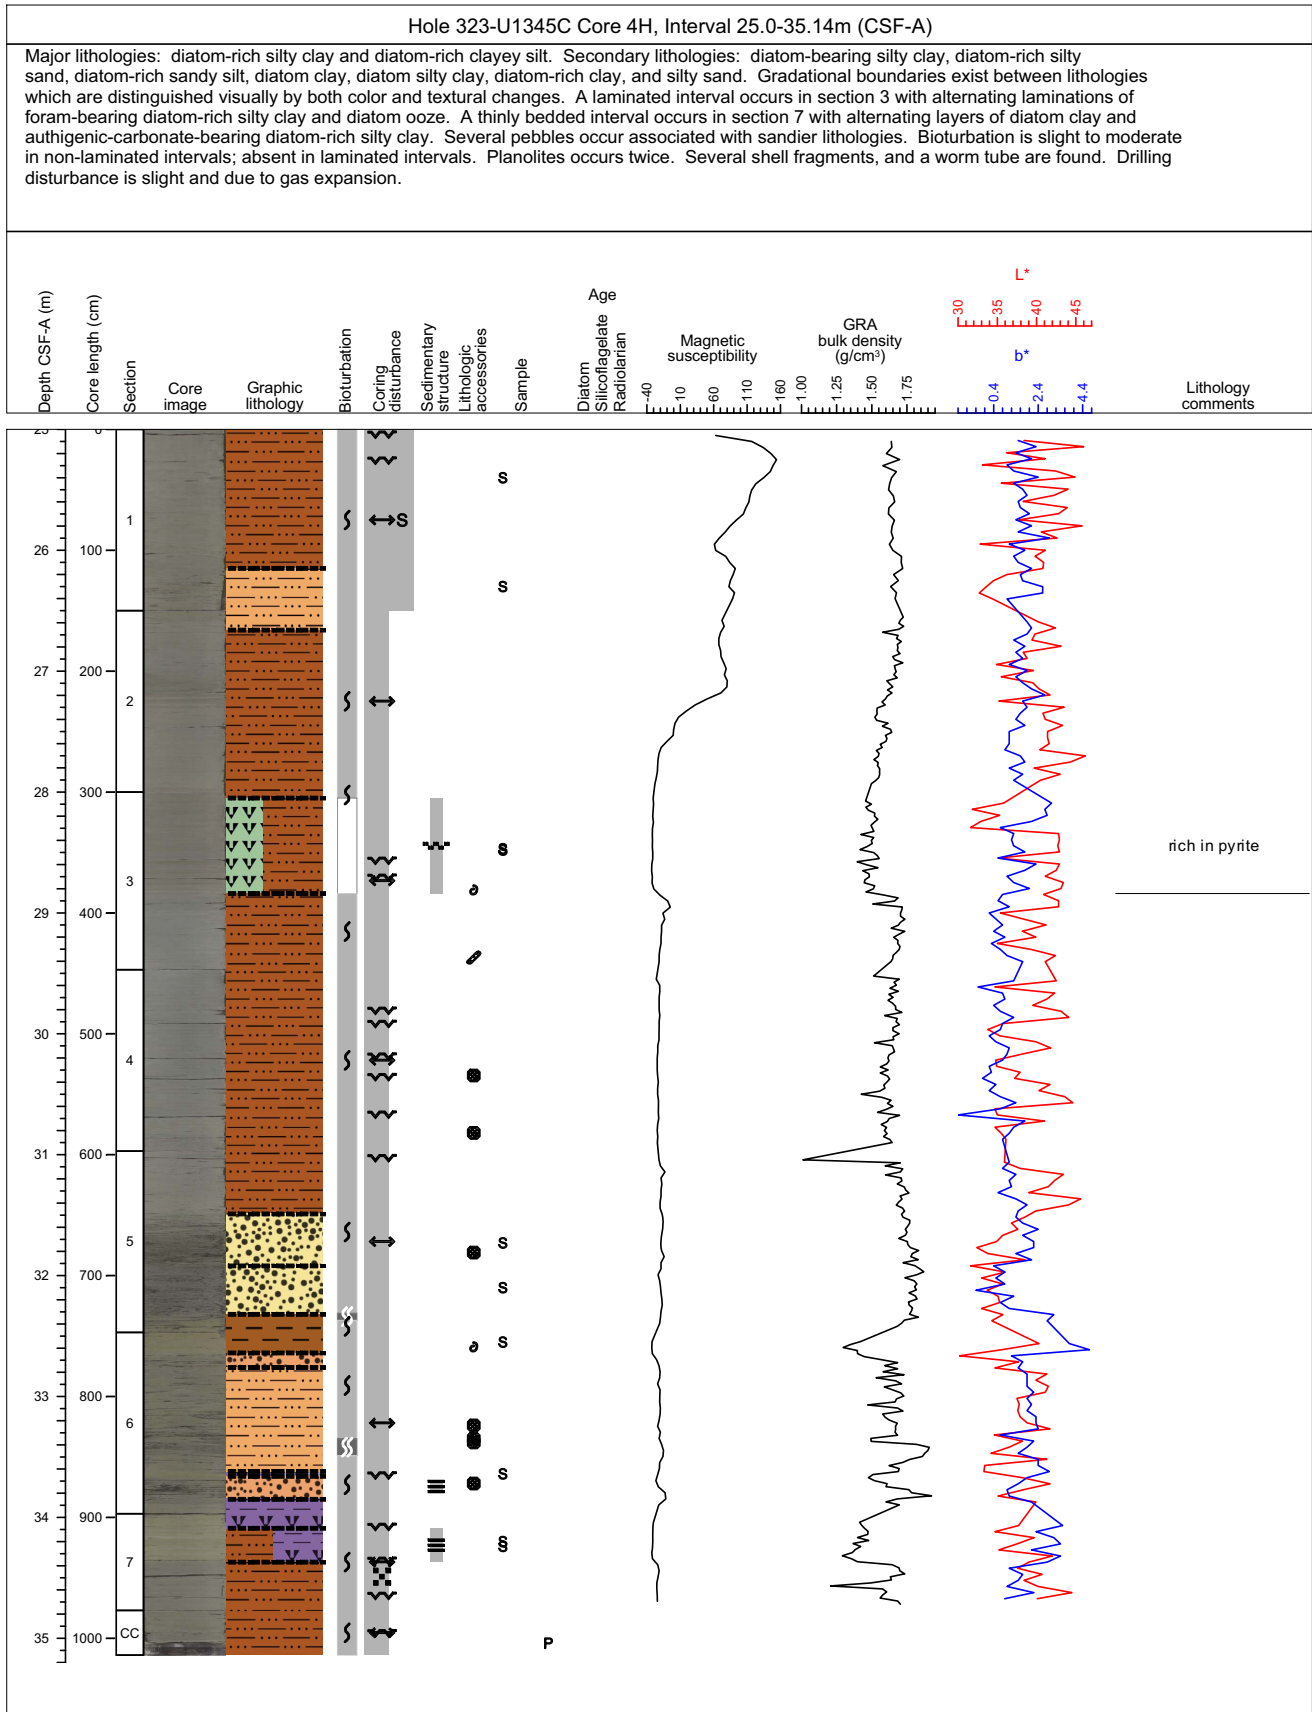 Hole 323-U1345C Core 4H, Interval 25.0-35.14m (CSF-A)
Major lithologies: diatom-rich silty clay and diatom-rich clayey silt. Secondary lithologies: diatom-bearing silty clay, diatom-rich silty
sand, diatom-rich sandy silt, diatom clay, diatom silty clay, diatom-rich clay, and silty sand. Gradational boundaries exist between lithologies
which are distinguished visually by both color and textural changes. A laminated interval occurs in section 3 with alternating laminations of
foram-bearing diatom-rich silty clay and diatom ooze. A thinly bedded interval occurs in section 7 with alternating layers of diatom clay and
authigenic-carbonate-bearing diatom-rich silty clay. Several pebbles occur associated with sandier lithologies. Bioturbation is slight to moderate
in non-laminated intervals; absent in laminated intervals. Planolites occurs twice. Several shell fragments, and a worm tube are found. Drilling
disturbance is slight and due to gas expansion.
Depth CSF-A (m)
Core length (cm)
Section
Core
image
Graphic
lithology
Bioturbation
Coring
disturbance
Sedimentary
structure
Lithologic
accessories
Sample
Age
Diatom
Silicoflagelate
Radiolarian
Magnetic
susceptibility
-40 10 60 110 160
GRA
bulk density
(g/cm³)
1.00 1.25 1.50 1.75
L*
30 35 40 45
b*
0.4 2.4 4.4
Lithology
comments
25 0
S
1 S
26 100
S
27 200
2
28 300
S rich in pyrite
3
29 400
30 500
4
31 600
5 S
32 700
S
S
33 800
6
S
34 900
S
S
7
CC
35 1000
P